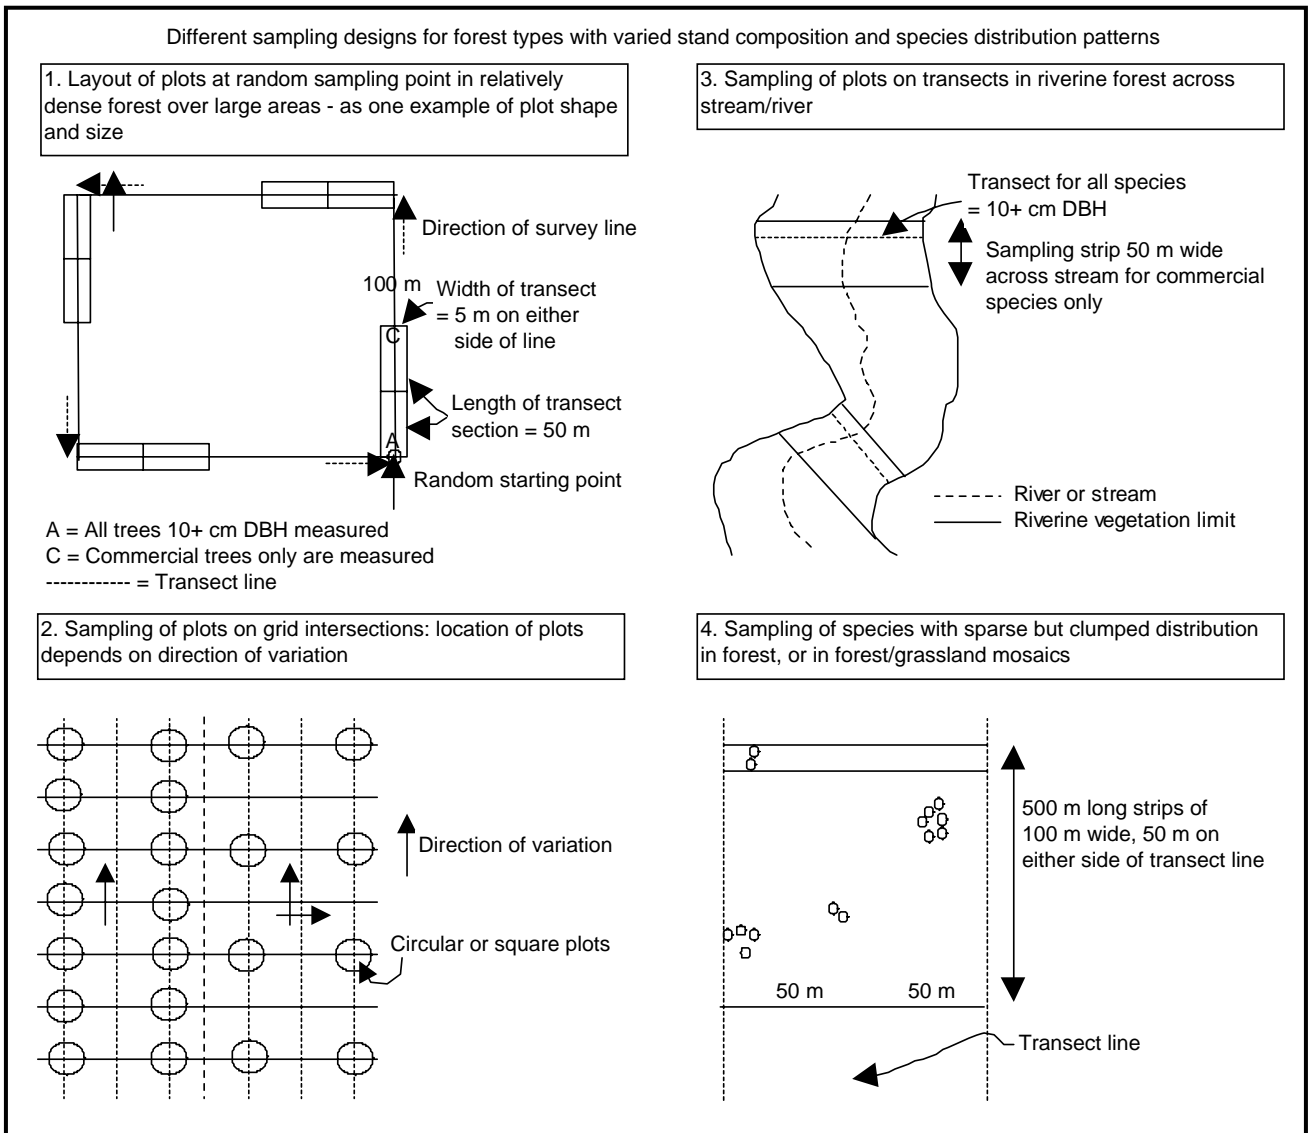 Different sampling designs for forest types with varied stand composition and species distribution patterns
1. Layout of plots at random sampling point in relatively
dense forest over large areas - as one example of plot shape
and size
Direction of survey line
100 m
Width of transect
= 5 m on either
side of line
C
Length of transect
section = 50 m
A
Random starting point
A = All trees 10+ cm DBH measured
C = Commercial trees only are measured
= Transect line
3. Sampling of plots on transects in riverine forest across
stream/river
Transect for all species
= 10+ cm DBH
Sampling strip 50 m wide
across stream for commercial
species only
River or stream
Riverine vegetation limit
2. Sampling of plots on grid intersections: location of plots
depends on direction of variation
Direction of variation
Circular or square plots
4. Sampling of species with sparse but clumped distribution
in forest, or in forest/grassland mosaics
500 m long strips of
100 m wide, 50 m on
either side of transect line
50 m 50 m
Transect line